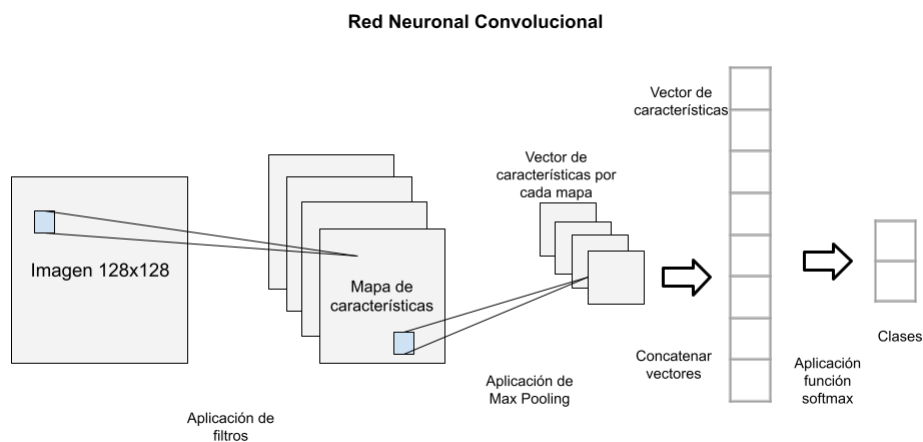 Red Neuronal Convolucional
Imagen 128x128
Aplicación de
filtros
Mapa de
características
Aplicación de
Max Pooling
Vector de
características por
cada mapa
Concatenar
vectores
Vector de
características
Aplicación
función
softmax
Clases